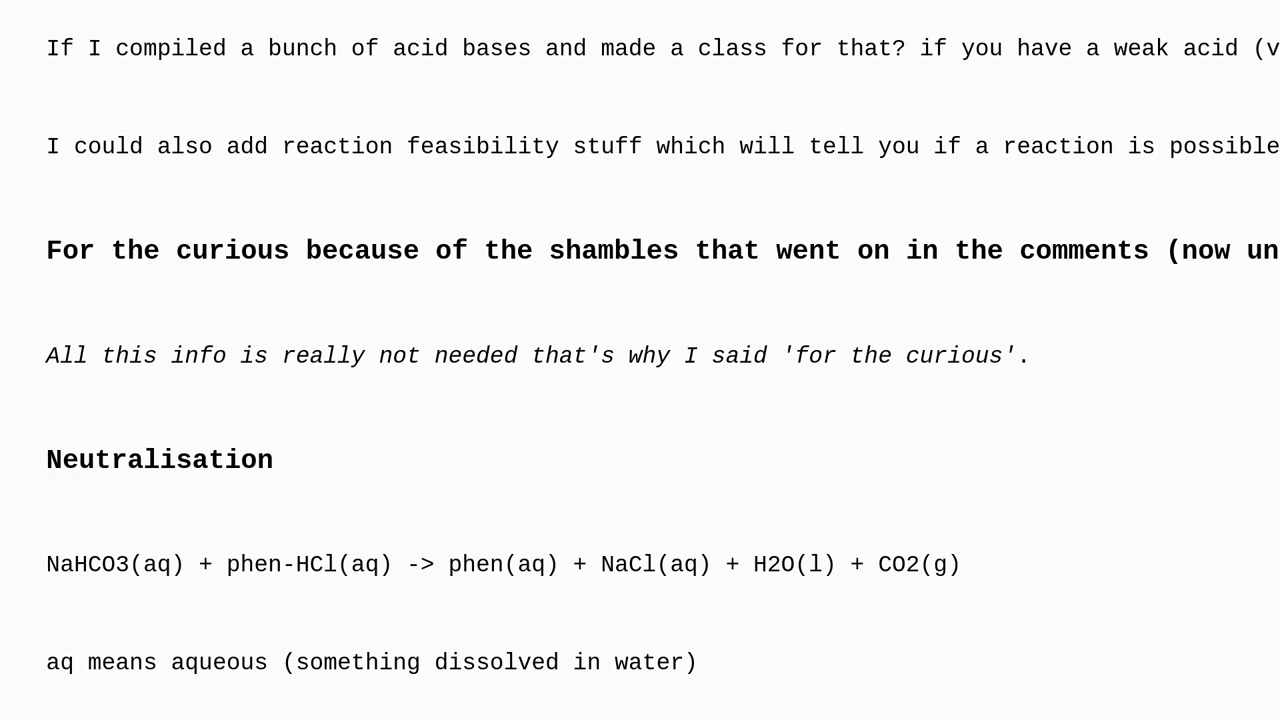 If I compiled a bunch of acid bases and made a class for that? if you have a weak acid (v
I could also add reaction feasibility stuff which will tell you if a reaction is possible
For the curious because of the shambles that went on in the comments (now un
All this info is really not needed that's why I said 'for the curious'.
Neutralisation
NaHCO3(aq) + phen-HCl(aq) -> phen(aq) + NaCl(aq) + H2O(l) + CO2(g)
aq means aqueous (something dissolved in water)